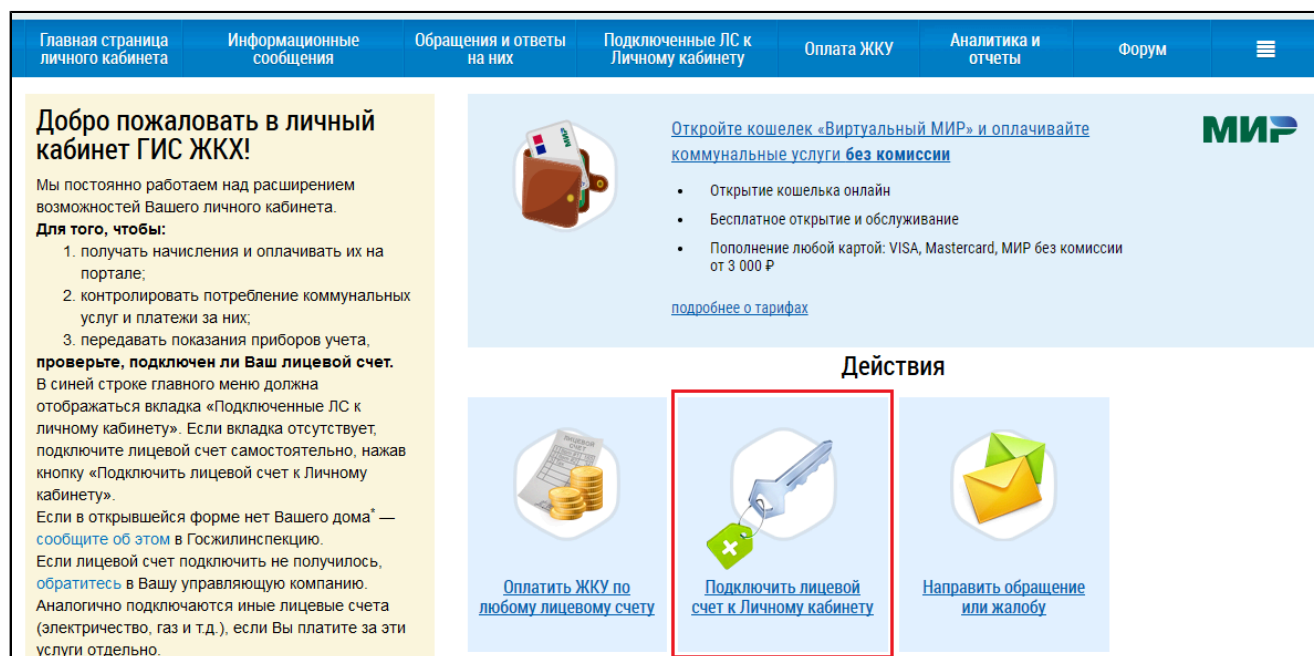 Главная страница
личного кабинета
Информационные
сообщения
Обращения и ответы
на них
Подключенные ЛС к
Личному кабинету
Оплата ЖКУ
Аналитика и
отчеты
Форум
Добро пожаловать в личный
кабинет ГИС ЖКХ!
Мы постоянно работаем над расширением
возможностей Вашего личного кабинета.
Для того, чтобы:
1. получать начисления и оплачивать их на
портале;
2. контролировать потребление коммунальных
услуг и платежи за них;
3. передавать показания приборов учета,
проверьте, подключен ли Ваш лицевой счет.
В синей строке главного меню должна
отображаться вкладка «Подключенные ЛС к
личному кабинету». Если вкладка отсутствует,
подключите лицевой счет самостоятельно, нажав
кнопку «Подключить лицевой счет к Личному
кабинету».
Если в открывшейся форме нет Вашего дома* —
сообщите об этом в Госжилинспекцию.
Если лицевой счет подключить не получилось,
обратитесь в Вашу управляющую компанию.
Аналогично подключаются иные лицевые счета
(электричество, газ и т.д.), если Вы платите за эти
услуги отдельно.
МИР
Откройте кошелек «Виртуальный МИР» и оплачивайте
коммунальные услуги без комиссии
• Открытие кошелька онлайн
• Бесплатное открытие и обслуживание
• Пополнение любой картой: VISA, Mastercard, МИР без комиссии
от 3 000 ₽
подробнее о тарифах
МИР
Действия
ЛИЦЕВОЙ
СЧЕТ
Оплатить ЖКУ по
любому лицевому счету
Подключить лицевой
счет к Личному кабинету
Направить обращение
или жалобу